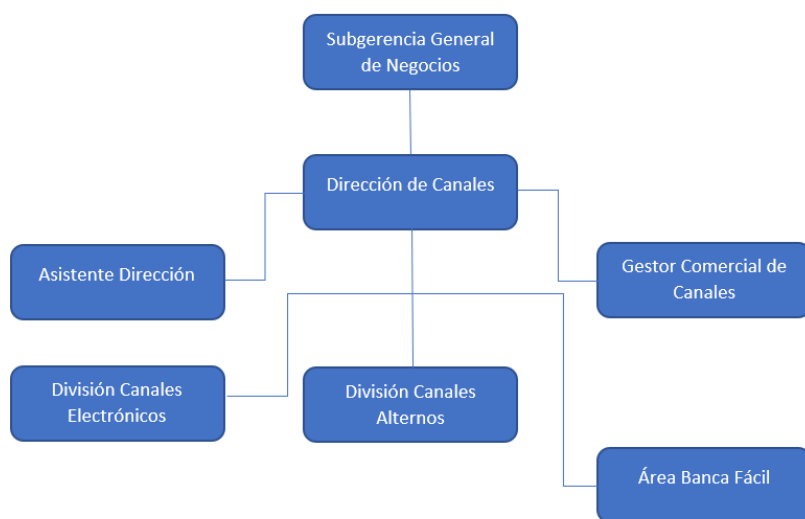 Subgerencia General
de Negocios
Dirección de Canales
Asistente Dirección
Gestor Comercial de
Canales
División Canales
Electrónicos
División Canales
Alternos
Área Banca Fácil